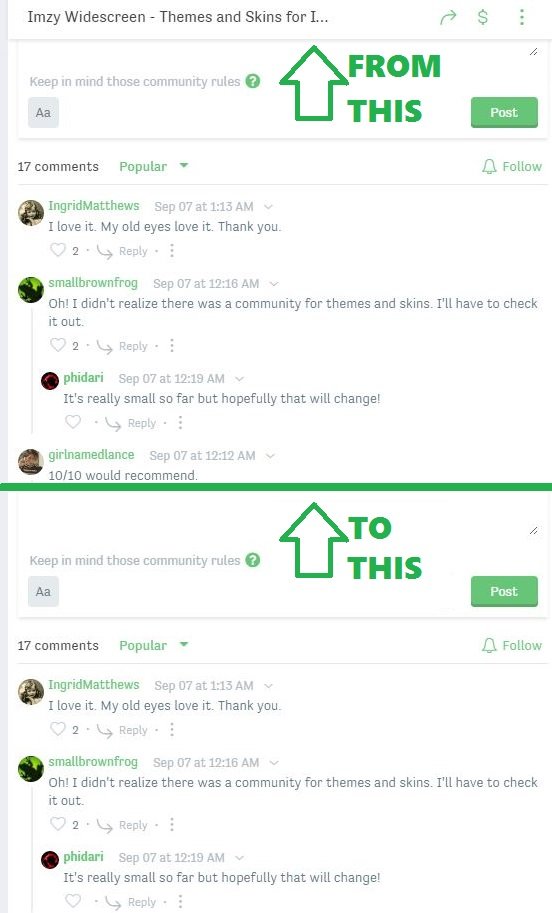 Imzy Widescreen - Themes and Skins for I...
$
FROM
THIS
Keep in mind those community rules ?
Aa
Post
17 comments Popular Follow
IngridMatthews Sep 07 at 1:13 AM
I love it. My old eyes love it. Thank you.
2 · Reply ·
smallbrownfrog Sep 07 at 12:16 AM
Oh! I didn't realize there was a community for themes and skins. I'll have to check
it out.
2 · Reply ·
phidari Sep 07 at 12:19 AM
It's really small so far but hopefully that will change!
· Reply ·
girlnamedlance Sep 07 at 12:12 AM
10/10 would recommend.
TO
THIS
Keep in mind those community rules ?
Aa
Post
17 comments Popular Follow
IngridMatthews Sep 07 at 1:13 AM
I love it. My old eyes love it. Thank you.
2 · Reply ·
smallbrownfrog Sep 07 at 12:16 AM
Oh! I didn't realize there was a community for themes and skins. I'll have to check
it out.
2 · Reply ·
phidari Sep 07 at 12:19 AM
It's really small so far but hopefully that will change!
· Reply ·